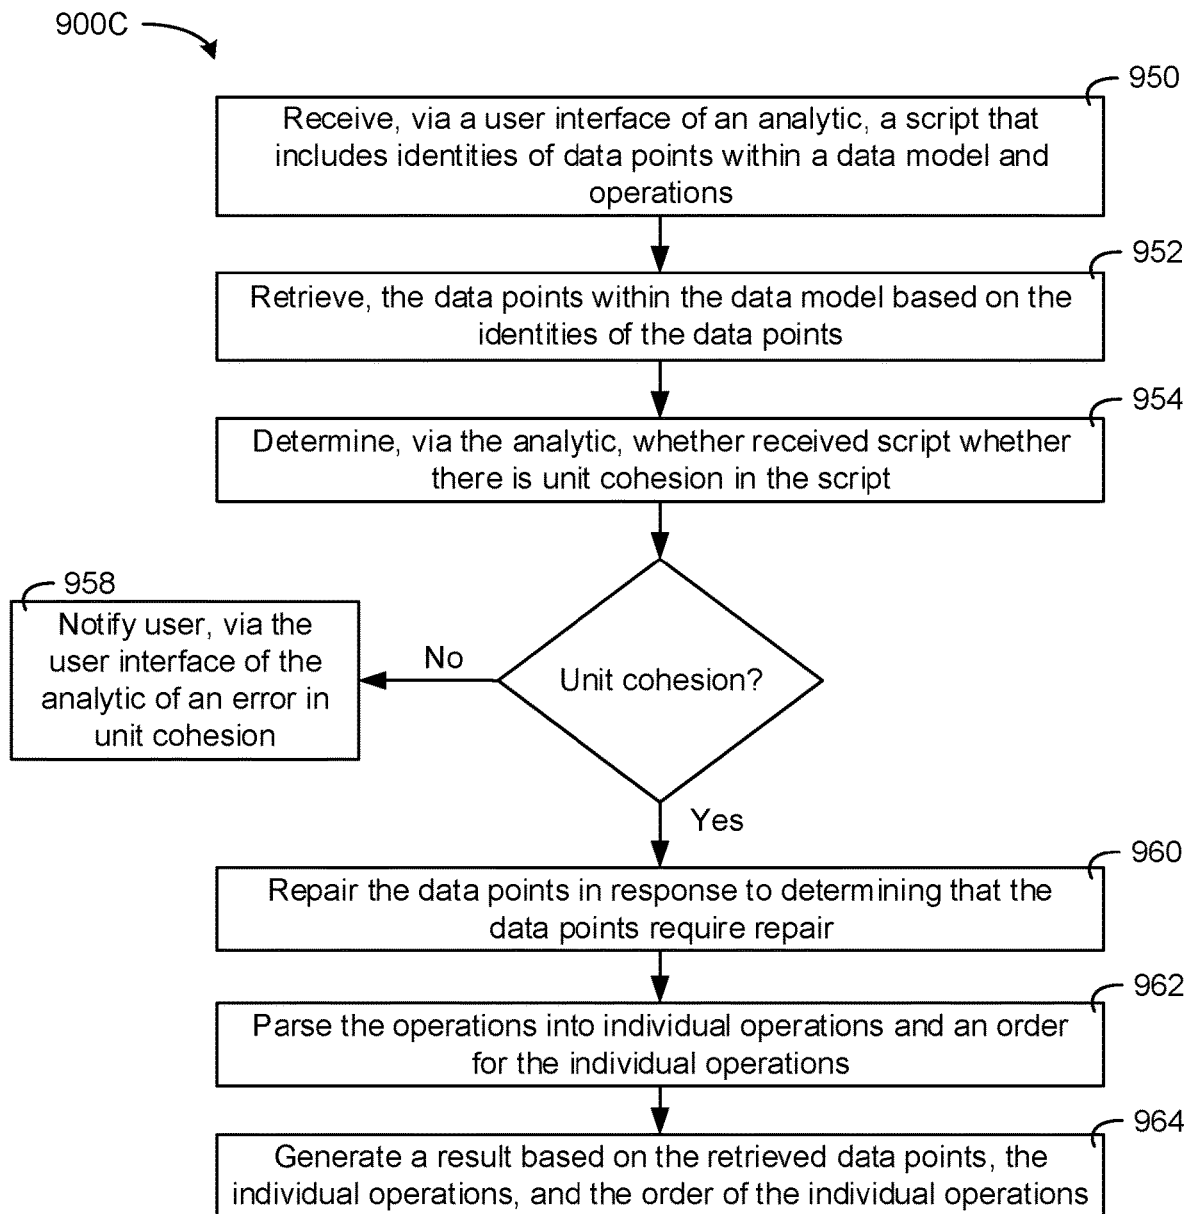 900C
950
Receive, via a user interface of an analytic, a script that
includes identities of data points within a data model and
operations
952
Retrieve, the data points within the data model based on the
identities of the data points
954
Determine, via the analytic, whether received script whether
there is unit cohesion in the script
958
Notify user, via the
user interface of the
analytic of an error in
unit cohesion
No
Unit cohesion?
Yes
960
Repair the data points in response to determining that the
data points require repair
962
Parse the operations into individual operations and an order
for the individual operations
964
Generate a result based on the retrieved data points, the
individual operations, and the order of the individual operations